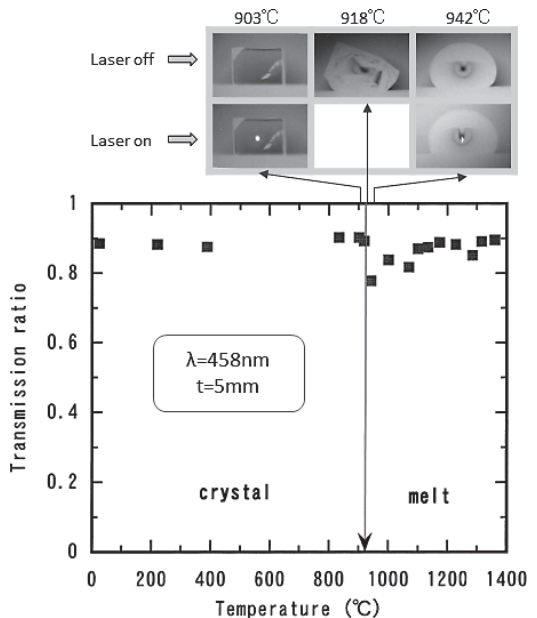 903℃ 918℃ 942℃
Laser off
Laser on
1
0.8
0.6
0.4
0.2
0
Transmission ratio
λ=458nm
t=5mm
crystal melt
0 200 400 600 800 1000 1200 1400
Temperature (℃)